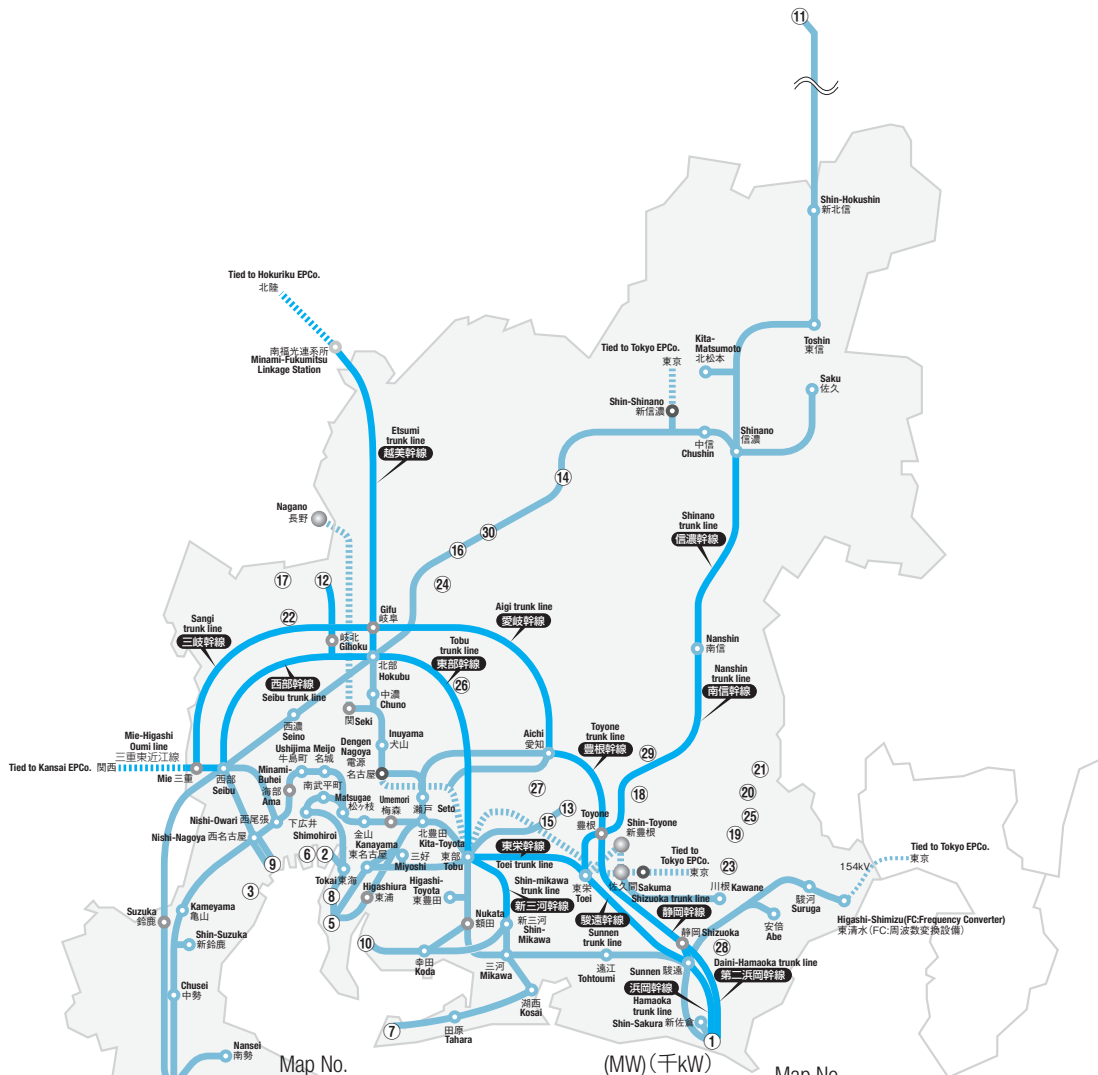 ⑪
Shin-Hokushin
新北信
Tied to Hokuriku EPCo.
北陸
南福光連系所
Minami-Fukumitsu
Linkage Station
Tied to Tokyo EPCo.
東京
Kita-
Matsumoto
北松本
Toshin
東信
Saku
佐久
Shin-Shinano
新信濃
Shinano
信濃
中信
Chushin
Etsumi
trunk line
越美幹線
⑭
Nagano
長野
㉚
⑯
Shinano
trunk line
信濃幹線
⑰
⑫
㉔
㉒
Sangi
trunk line
三岐幹線
Gifu
岐阜
Aigi trunk line
愛岐幹線
岐北
Gihoku
Tobu
trunk line
東部幹線
北部
Hokubu
Nanshin
南信
西部幹線
Seibu trunk line
㉖
Nanshin
trunk line
南信幹線
中濃
Chuno
関 Seki
西濃
Seino
Mie-Higashi
Oumi line
三重東近江線
Tied to Kansai EPCo. 関西
Mie 三重
西部
Seibu
Inuyama
犬山
Dengen
Nagoya
電源
名古屋
Aichi
愛知
Toyone
trunk line
豊根幹線
㉙
㉑
Ushijima
牛島町
Meijo
名城
Minami-
Buhei
南武平町
海部
Ama
Matsugae
松ヶ枝
Umemori
梅森
瀬戸 Seto
㉗
⑬
⑮
⑱
⑳
㉕
⑲
Nishi-Owari 西尾張
Nishi-Nagoya 西名古屋
下広井
Shimohiroi
金山
Kanayama
東名古屋
北豊田
Kita-Toyota
三好
Miyoshi
東部
Tobu
東栄幹線
Toei trunk line
Toyone
豊根
Shin-Toyone
新豊根
Tied to
Tokyo EPCo.
東京
㉓
154kV
Tied to Tokyo EPCo.
東京
⑨
⑥
②
Tokai 東海
③
⑧
⑤
Higashiura
東浦
Higashi-
Toyota
東豊田
Shin-mikawa
trunk line
新三河幹線
東栄
Toei
佐久間 Sakuma
川根 Kawane
Shizuoka trunk line
静岡幹線
駿遠幹線
Sunnen
trunk line
駿河
Suruga
安倍
Abe
Higashi-Shimizu(FC:Frequency Converter)
東清水(FC:周波数変換設備)
Kameyama
亀山
Suzuka
鈴鹿
Shin-Suzuka
新鈴鹿
Nukata
額田
新三河
Shin-
Mikawa
⑩
幸田
Koda
三河
Mikawa
遠江
Tohtoumi
静岡 Shizuoka
㉘
Sunnen 駿遠
Daini-Hamaoka trunk line
第二浜岡幹線
浜岡幹線
Hamaoka
trunk line
Shin-Sakura 新佐倉
①
Chusei
中勢
湖西
Kosai
⑦
田原
Tahara
Nansei
南勢
Map No.
(MW)(千kW)
Map No.